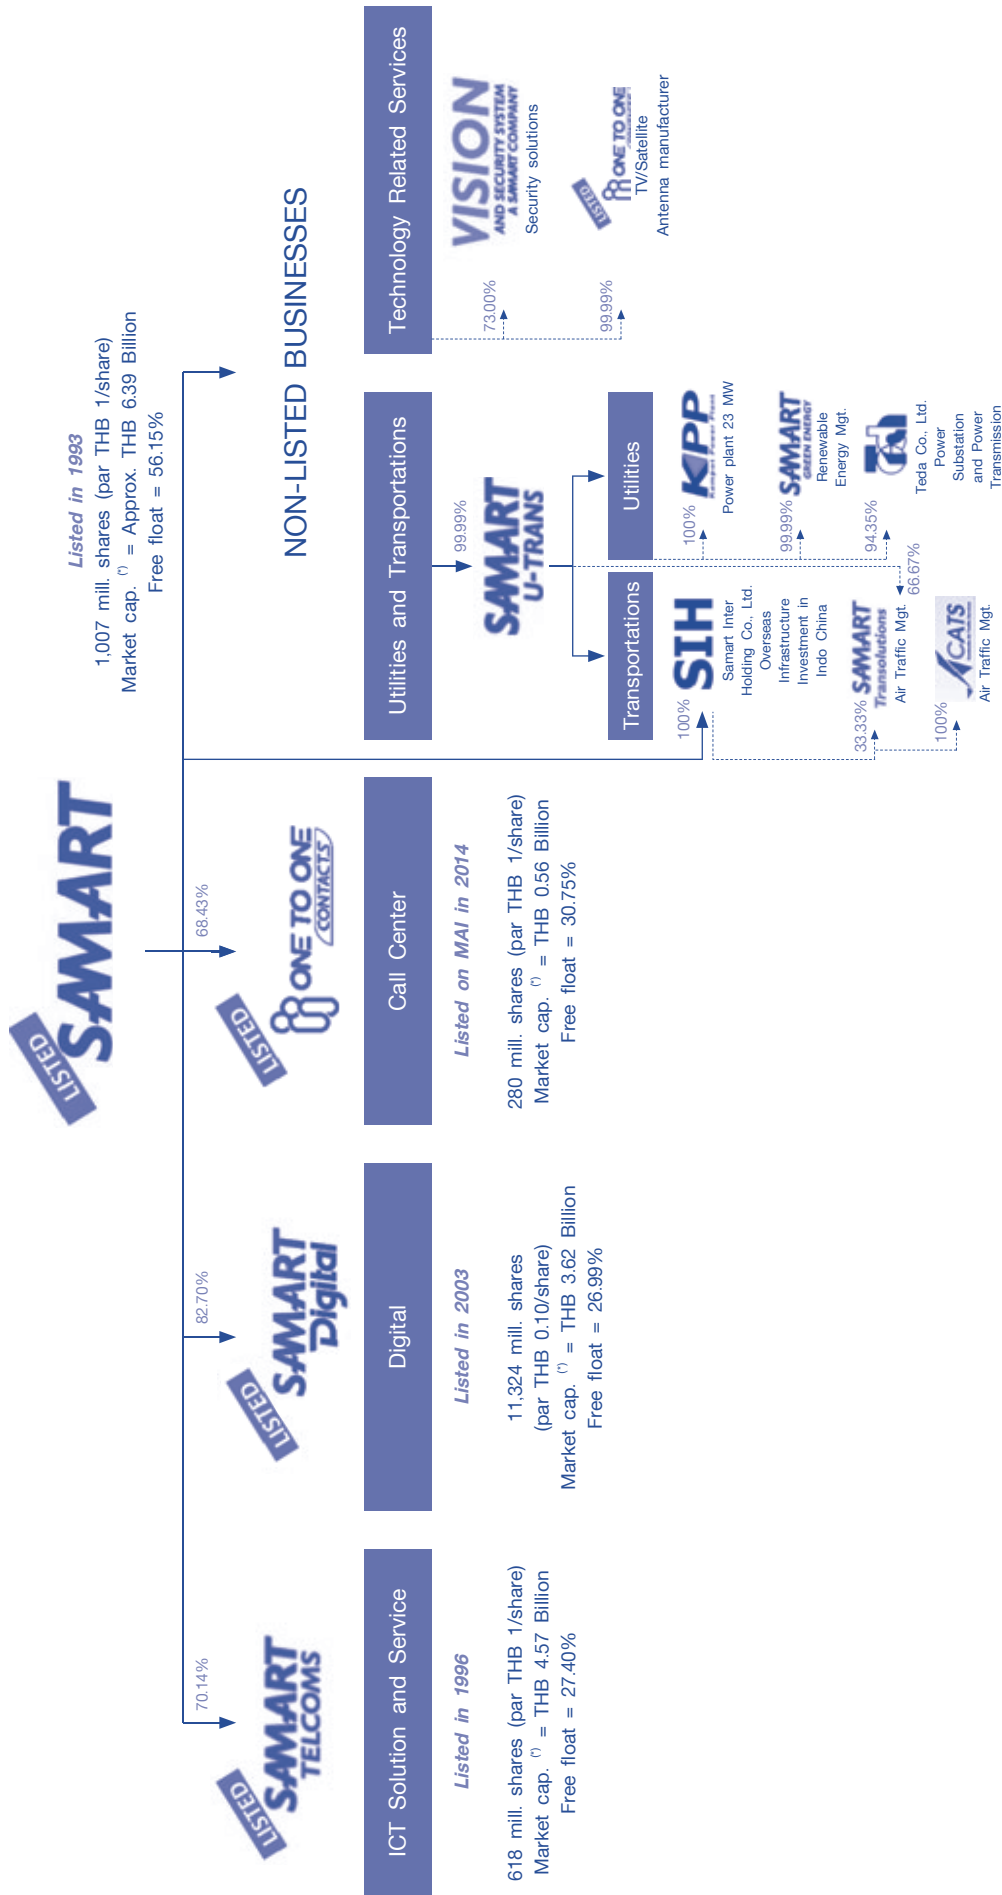 LISTED
SAMART
Listed in 1993
1,007 mill. shares (par THB 1/share)
Market cap. (*) = Approx. THB 6.39 Billion
Free float = 56.15%
70.14%
LISTED
SAMART
TELCOMS
ICT Solution and Service
Listed in 1996
618 mill. shares (par THB 1/share)
Market cap. (*) = THB 4.57 Billion
Free float = 27.40%
82.70%
LISTED
SAMART
Digital
Digital
Listed in 2003
11,324 mill. shares
(par THB 0.10/share)
Market cap. (*) = THB 3.62 Billion
Free float = 26.99%
68.43%
LISTED
ONE TO ONE
CONTACTS
Call Center
Listed on MAI in 2014
280 mill. shares (par THB 1/share)
Market cap. (*) = THB 0.56 Billion
Free float = 30.75%
NON-LISTED BUSINESSES
Utilities and Transportations
99.99%
SAMART
U-TRANS
Transportations
100%
SIH
Samart Inter
Holding Co., Ltd.
Overseas
Infrastructure
Investment in
Indo China
33.33%
SAMART
Transolutions
Air Traffic Mgt.
66.67%
100%
CATS
Air Traffic Mgt.
Utilities
100%
KPP
Kampot Power Plant
Power plant 23 MW
99.99%
SAMART
GREEN ENERGY
Renewable
Energy Mgt.
94.35%
Teda Co., Ltd.
Power
Substation
and Power
Transmission
Technology Related Services
73.00%
VISION
AND SECURITY SYSTEM
A SAMART COMPANY
Security solutions
99.99%
LISTED
ONE TO ONE
TV/Satellite
Antenna manufacturer